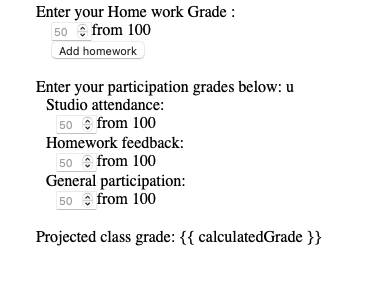 Enter your Home work Grade :
50 from 100
Add homework
Enter your participation grades below: u
Studio attendance:
50 from 100
Homework feedback:
50 from 100
General participation:
50 from 100
Projected class grade: {{ calculatedGrade }}